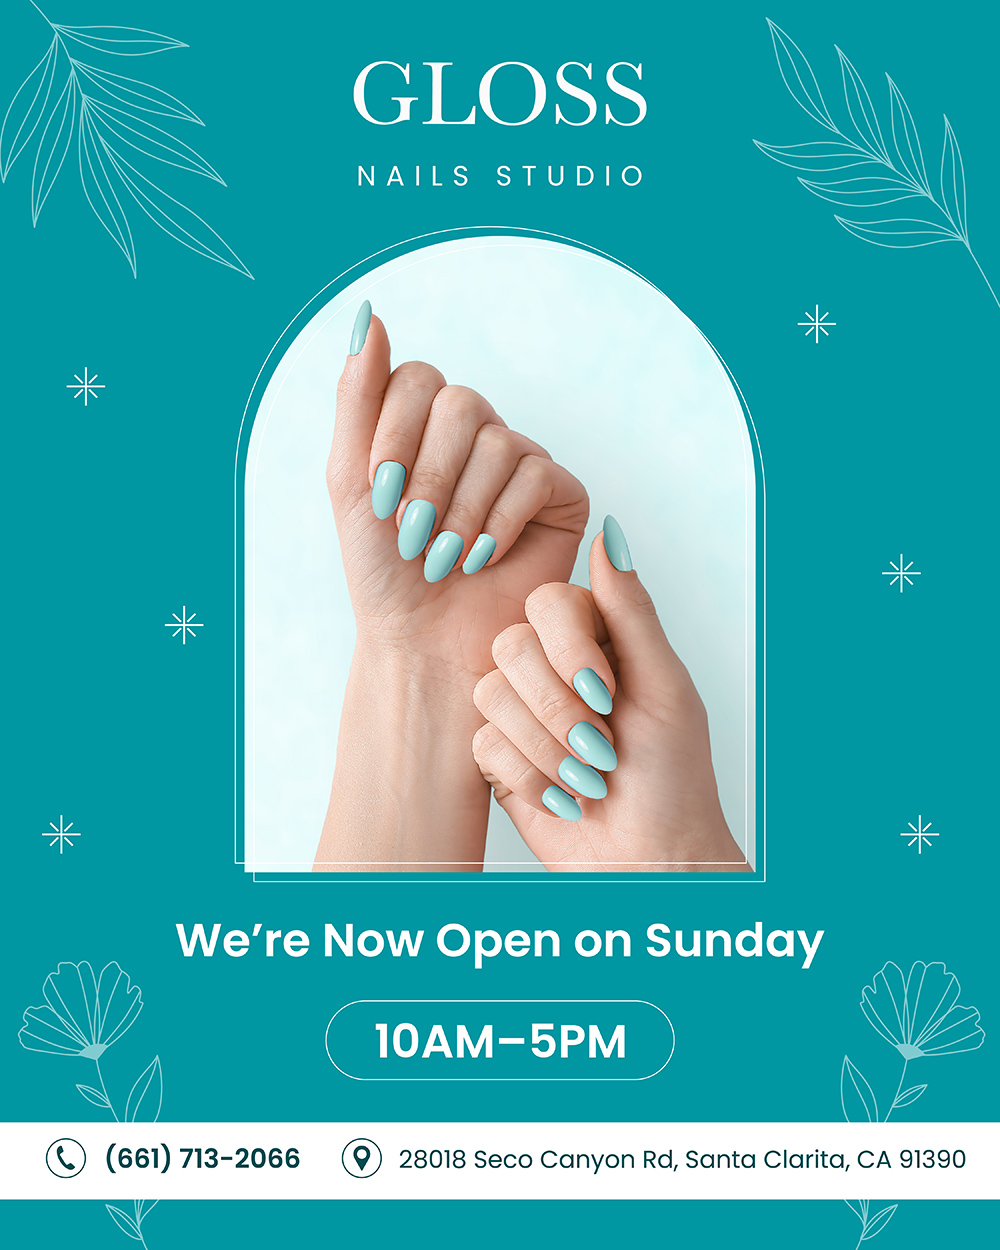 GLOSS
NAILS STUDIO
We’re Now Open on Sunday
10AM–5PM
(661) 713-2066
28018 Seco Canyon Rd, Santa Clarita, CA 91390